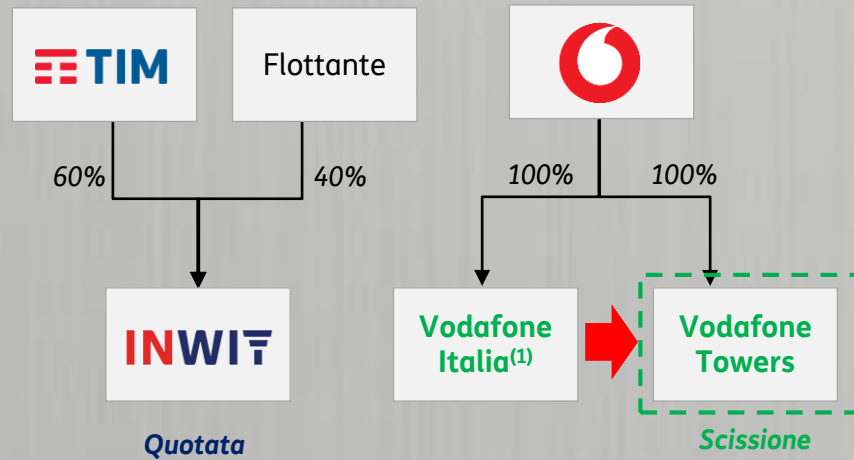 TIM
Flottante
60%
40%
100%
100%
INWIT
Vodafone
Italia(1)
Vodafone
Towers
Quotata
Scissione